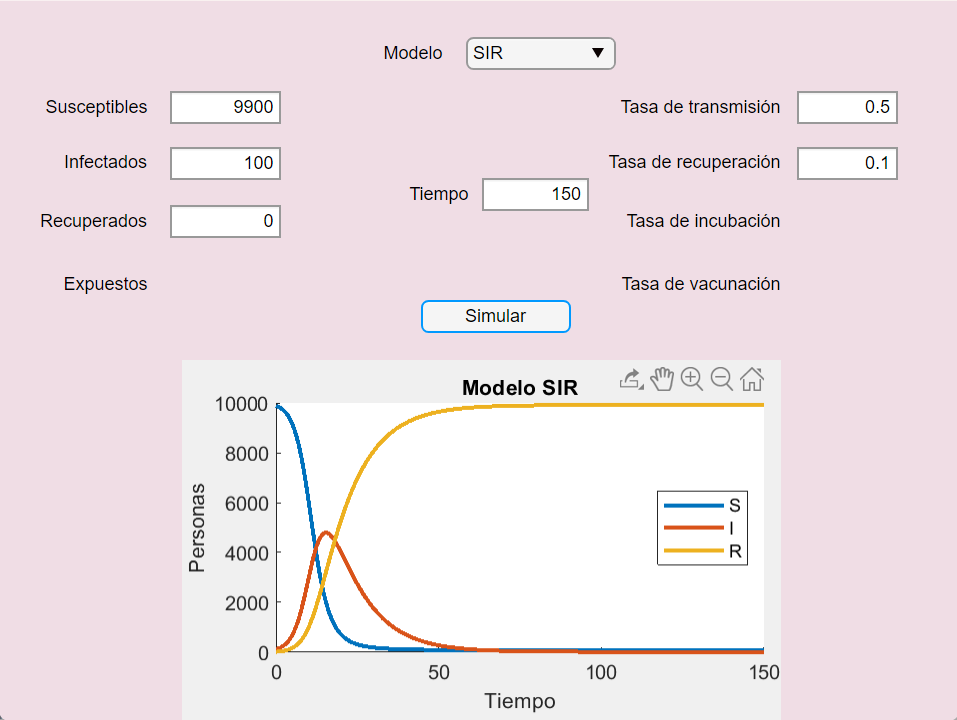 Modelo SIR
Susceptibles 9900
Tasa de transmisión 0.5
Infectados 100
Tasa de recuperación 0.1
Tiempo 150
Recuperados 0
Tasa de incubación
Expuestos
Tasa de vacunación
Simular
Modelo SIR
10000
8000
6000
4000
2000
0
Personas
S
I
R
0 50 100 150
Tiempo